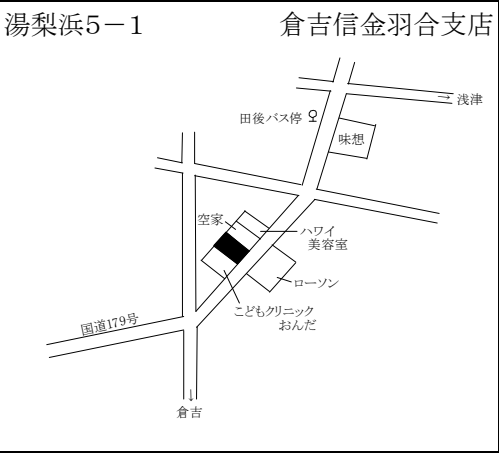 湯梨浜5－1
倉吉信金羽合支店
→ 浅津
田後バス停
味想
空家
ハワイ
美容室
ローソン
こどもクリニック
おんだ
国道179号
↓
倉吉